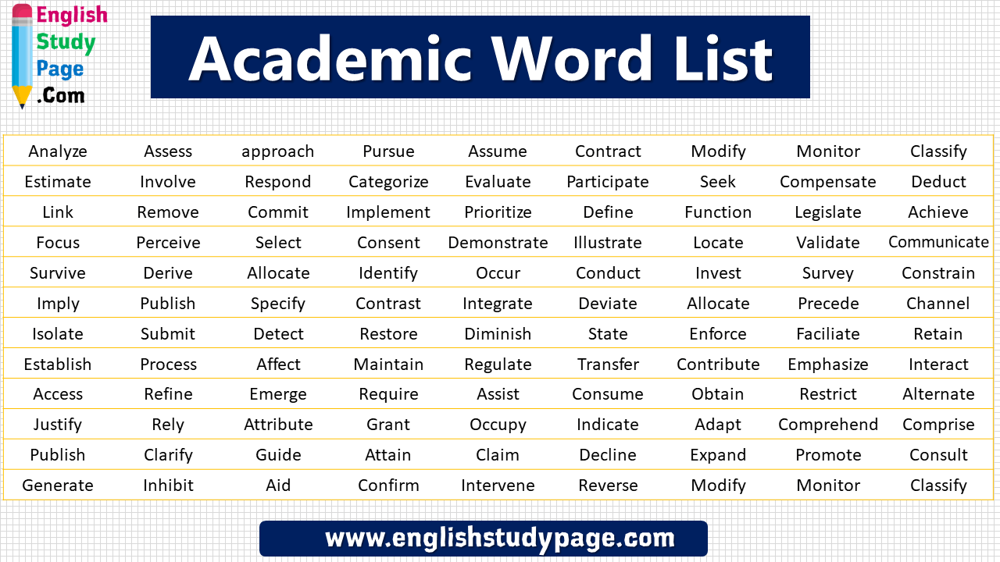 English
Study
Page
.Com
Academic Word List
Analyze Assess approach Pursue Assume Contract Modify Monitor Classify
Estimate Involve Respond Categorize Evaluate Participate Seek Compensate Deduct
Link Remove Commit Implement Prioritize Define Function Legislate Achieve
Focus Perceive Select Consent Demonstrate Illustrate Locate Validate Communicate
Survive Derive Allocate Identify Occur Conduct Invest Survey Constrain
Imply Publish Specify Contrast Integrate Deviate Allocate Precede Channel
Isolate Submit Detect Restore Diminish State Enforce Faciliate Retain
Establish Process Affect Maintain Regulate Transfer Contribute Emphasize Interact
Access Refine Emerge Require Assist Consume Obtain Restrict Alternate
Justify Rely Attribute Grant Occupy Indicate Adapt Comprehend Comprise
Publish Clarify Guide Attain Claim Decline Expand Promote Consult
Generate Inhibit Aid Confirm Intervene Reverse Modify Monitor Classify
www.englishstudypage.com